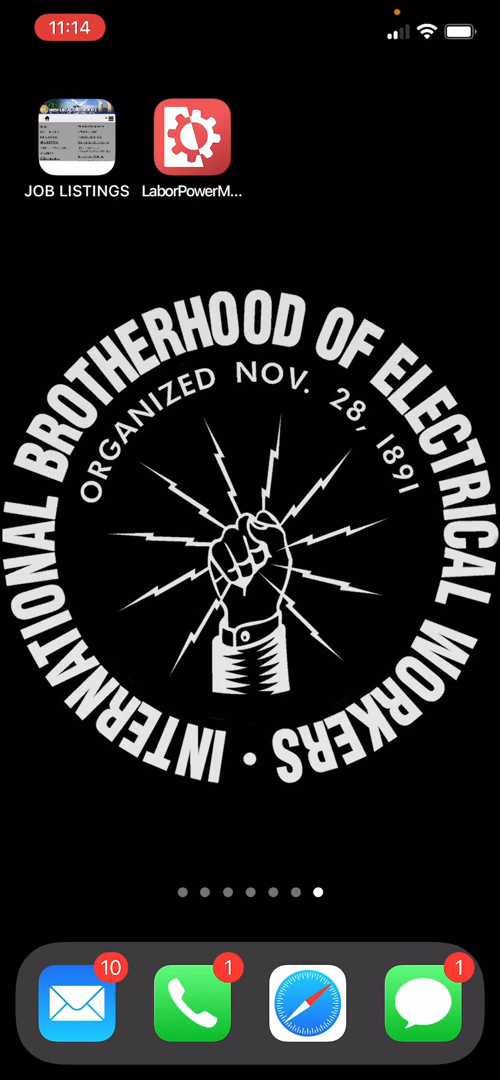 11:14
JOB LISTINGS
LaborPowerM...
INTERNATIONAL BROTHERHOOD OF ELECTRICAL WORKERS •
ORGANIZED NOV. 28, 1891
10
1
1